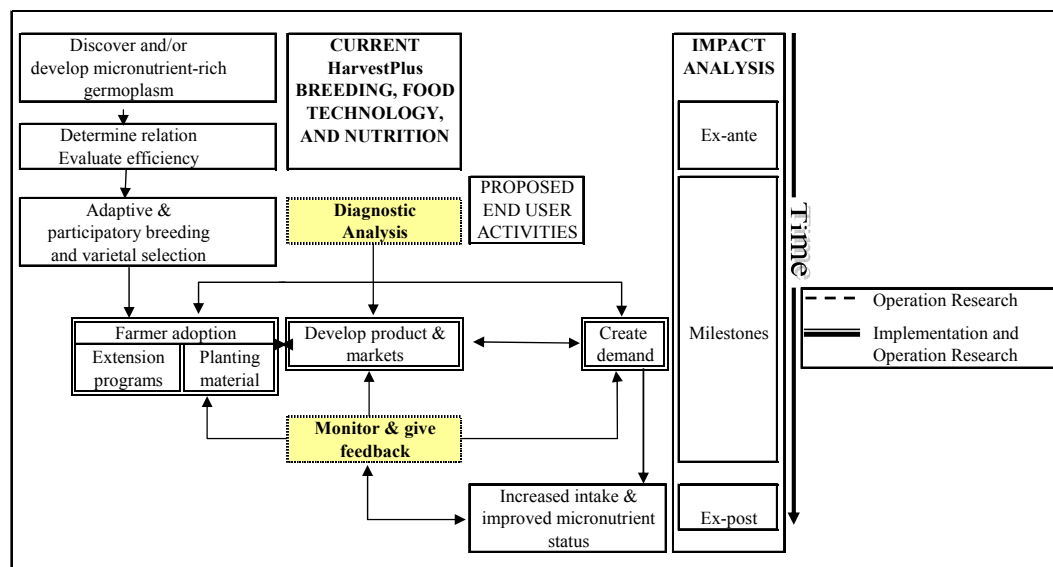 Discover and/or
develop micronutrient-rich
germplasm
Determine relation
Evaluate efficiency
Adaptive &
participatory breeding
and varietal selection
CURRENT
HarvestPlus
BREEDING, FOOD
TECHNOLOGY,
AND NUTRITION
Diagnostic
Analysis
PROPOSED
END USER
ACTIVITIES
Farmer adoption
Extension
programs
Planting
material
Develop product &
markets
Create
demand
Monitor & give
feedback
Increased intake &
improved micronutrient
status
IMPACT
ANALYSIS
Ex-ante
Milestones
Ex-post
Time
Operation Research
Implementation and
Operation Research